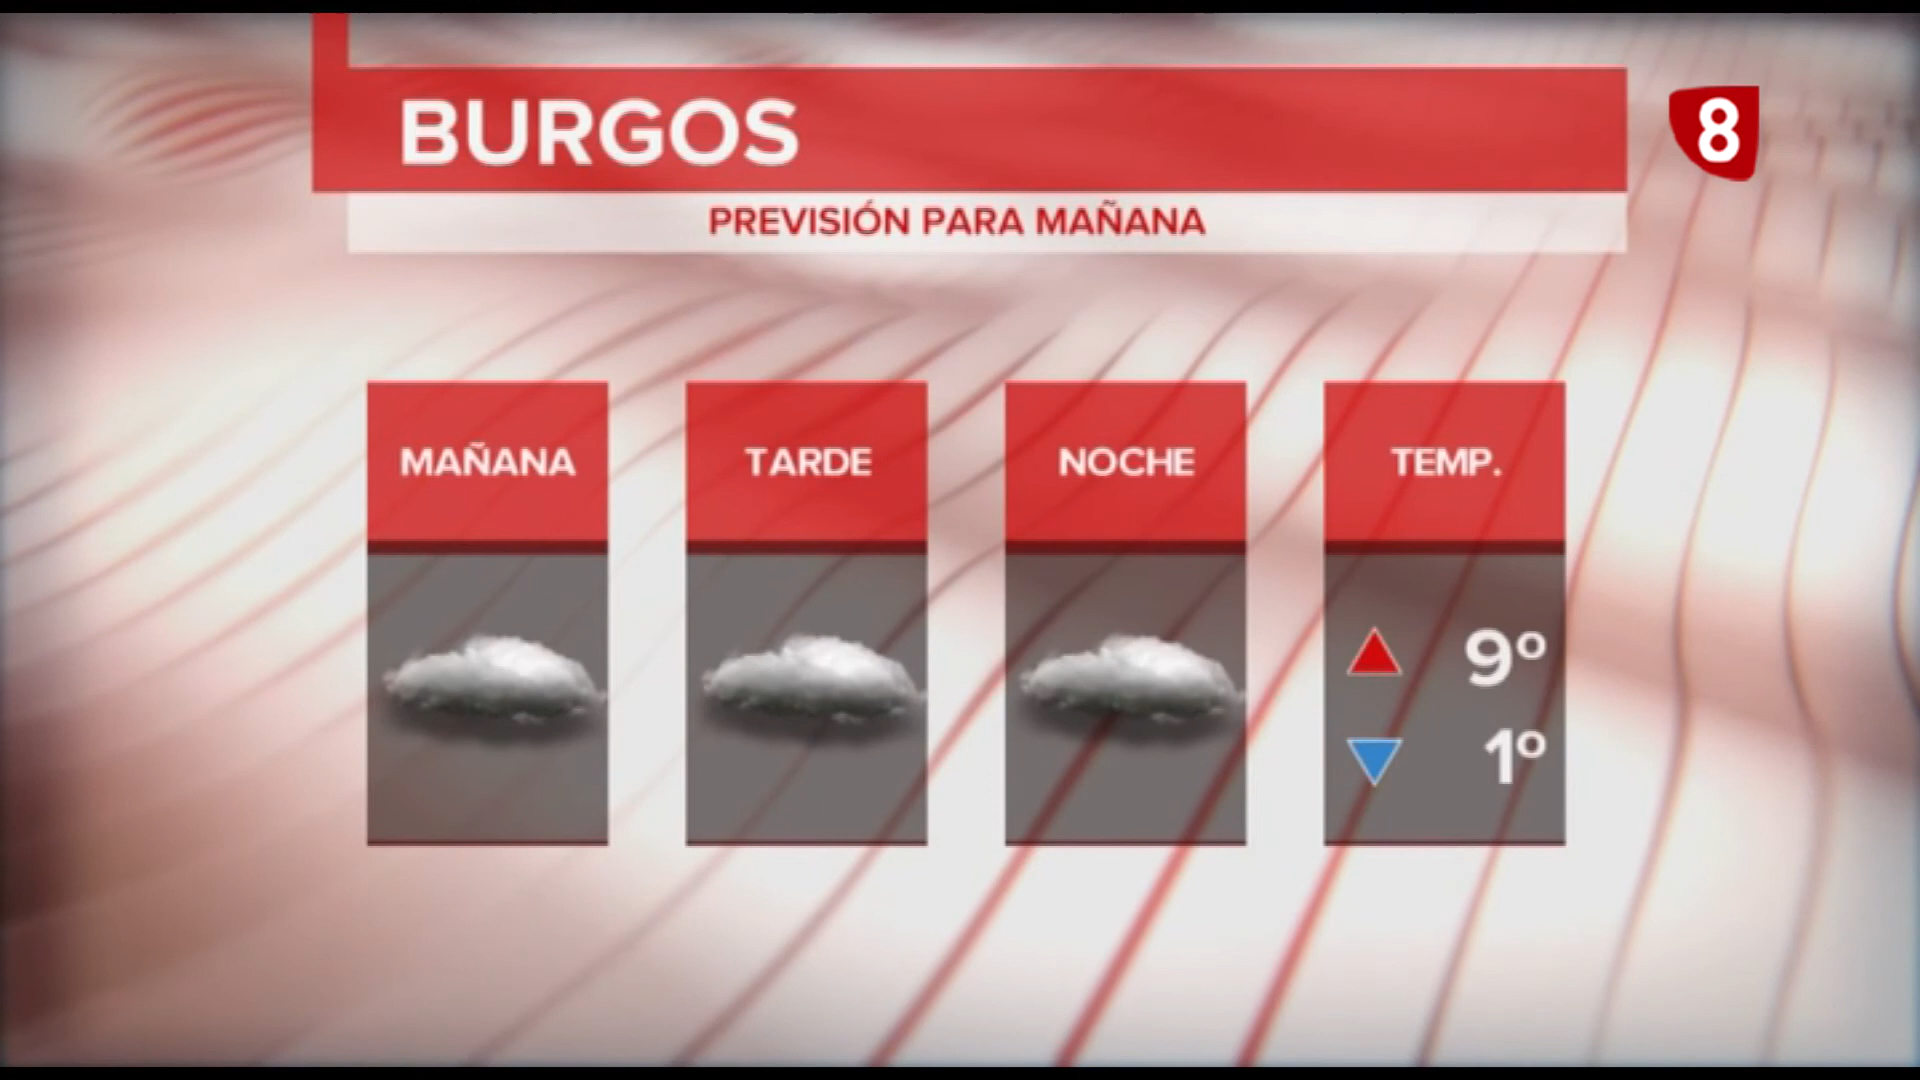 BURGOS
8
PREVISIÓN PARA MAÑANA
MAÑANA
TARDE
NOCHE
TEMP.
9º
1º